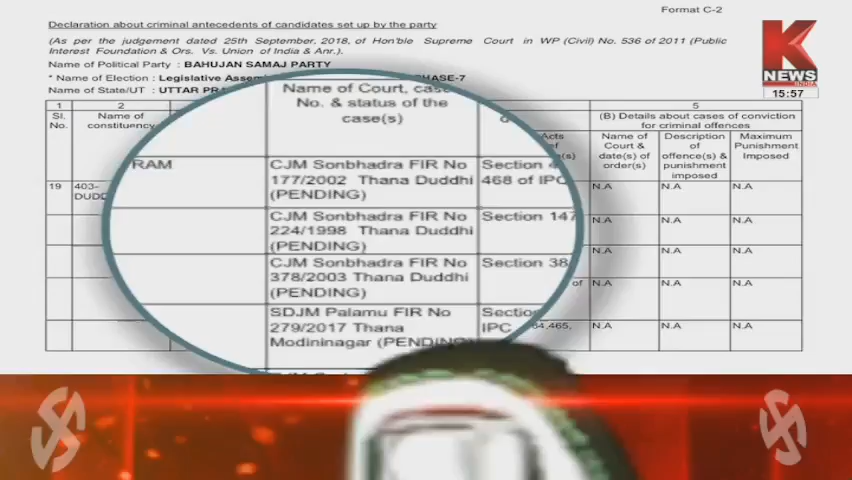 Format C-2
Declaration about criminal antecedents of candidates set up by the party
(As per the judgement dated 25th September, 2018, of Hon'ble Supreme Court in WP (Civil) No. 536 of 2011 (Public
Interest Foundation & Ors. Vs. Union of India & Anr.).
Name of Political Party : BAHUJAN SAMAJ PARTY
* Name of Election : Legislative HASE-7
Name of State/UT : UTTAR
K
NEWS
INDIA
15:57
1 2 5
Sl.
No.
Name of
constituency
Name of Court, case
No. & status of the
case(s)
Acts
(B) Details about cases of conviction
for criminal offences
Name of
Court &
date(s) of
order(s)
Description
of
offence(s) &
punishment
imposed
Maximum
Punishment
Imposed
19 403-
RAM
CJM Sonbhadra FIR No
177/2002 Thana Duddhi
(PENDING)
Section
468 of IPC
N.A N.A N.A
CJM Sonbhadra FIR No
224/1998 Thana Duddhi
(PENDING)
Section 147
N.A N.A N.A
CJM Sonbhadra FIR No
378/2003 Thana Duddhi
(PENDING)
Section 38
N.A N.A N.A
of N.A N.A N.A
SDJM Palamu FIR No
279/2017 Thana
Modininagar (PENDING
IPC
N.A N.A N.A